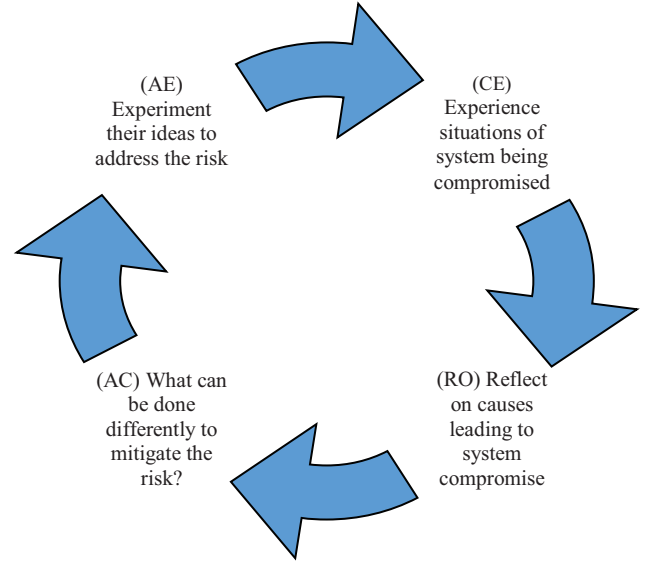 (AE)
Experiment
their ideas to
address the risk
(CE)
Experience
situations of
system being
compromised
(AC) What can
be done
differently to
mitigate the
risk?
(RO) Reflect
on causes
leading to
system
compromise